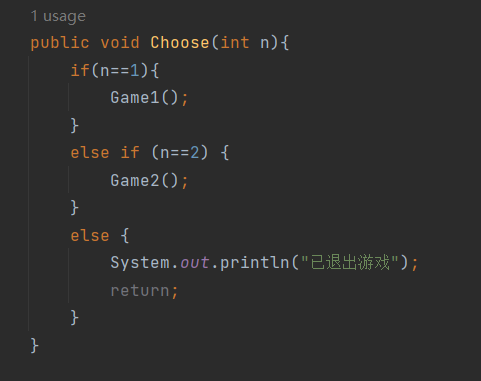 1 usage
public void Choose(int n){
    if(n==1){
        Game1();
    }
    else if (n==2) {
        Game2();
    }
    else {
        System.out.println("已退出游戏");
        return;
    }
}